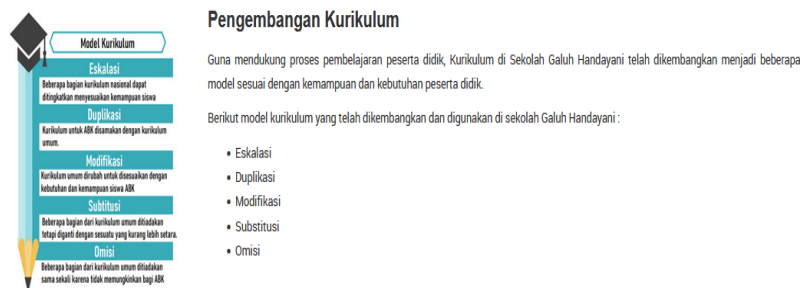 Model Kurikulum
Eskalasi
Beberapa bagian kurikulum nasional dapat
ditingkatkan menyesuaikan kemampuan siswa
Duplikasi
Kurikulum untuk ABK disamakan dengan kurikulum
umum.
Modifikasi
Kurikulum umum dirubah untuk disesuaikan dengan
kebutuhan dan kemampuan siswa ABK
Subtitusi
Beberapa bagian dari kurikulum umum ditiadakan
tetapi diganti dengan sesuatu yang kurang lebih setara.
Omisi
Beberapa bagian dari kurikulum umum ditiadakan
sama sekali karena tidak memungkinkan bagi ABK
Pengembangan Kurikulum
Guna mendukung proses pembelajaran peserta didik, Kurikulum di Sekolah Galuh Handayani telah dikembangkan menjadi beberapa
model sesuai dengan kemampuan dan kebutuhan peserta didik.
Berikut model kurikulum yang telah dikembangkan dan digunakan di sekolah Galuh Handayani :
• Eskalasi
• Duplikasi
• Modifikasi
• Substitusi
• Omisi